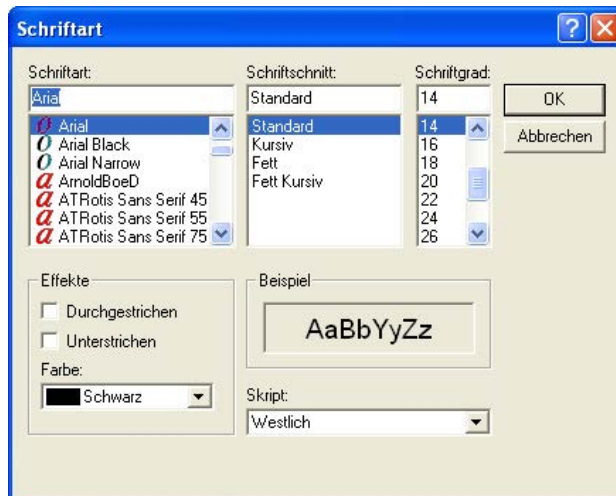 Schriftart
Schriftart:
Schriftschnitt:
Schriftgrad:
Arial
Standard
14
OK
Abbrechen
Arial
Arial Black
Arial Narrow
ArnoldBoeD
ATRotis Sans Serif 45
ATRotis Sans Serif 55
ATRotis Sans Serif 75
Standard
Kursiv
Fett
Fett Kursiv
14
16
18
20
22
24
26
Effekte
Durchgestrichen
Unterstrichen
Farbe:
Schwarz
Beispiel
AaBbYyZz
Skript:
Westlich